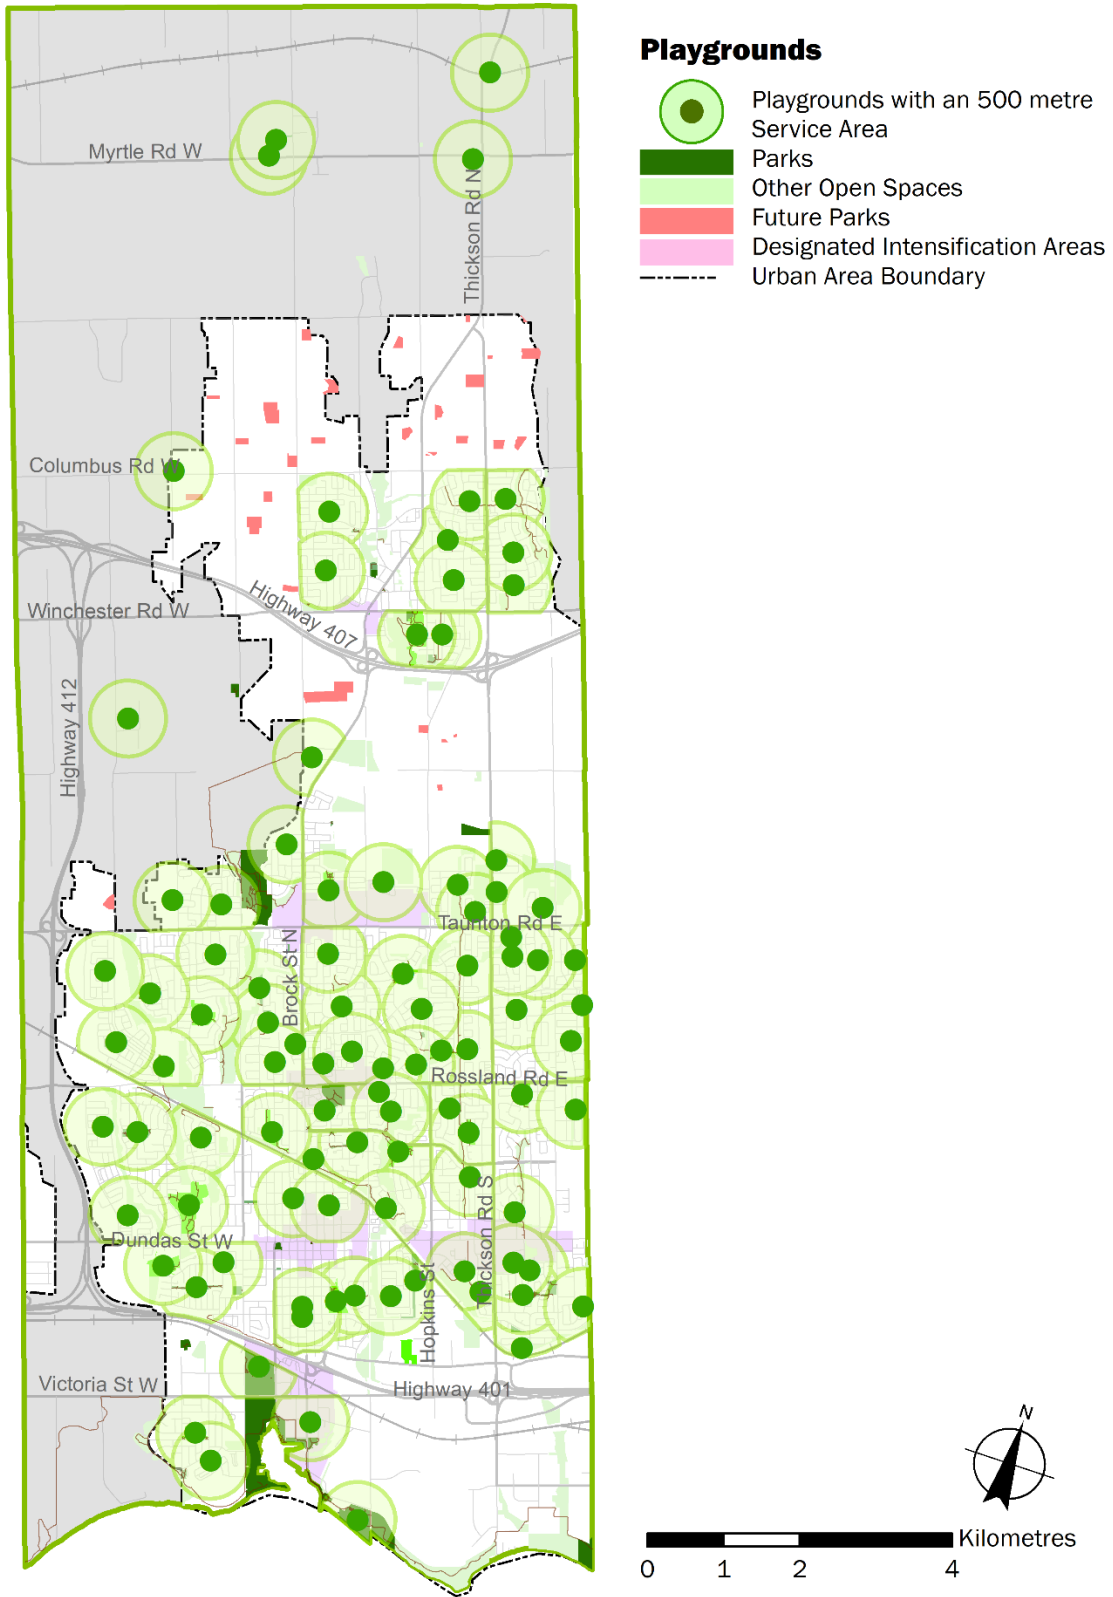 Playgrounds
Playgrounds with an 500 metre
Service Area
Parks
Other Open Spaces
Future Parks
Designated Intensification Areas
Urban Area Boundary
Myrtle Rd W
Thickson Rd N
Columbus Rd W
Winchester Rd W
Highway 407
Highway 412
Taunton Rd E
Brock St N
Rossland Rd E
Thickson Rd S
Dundas St W
Hopkins St
Victoria St W
Highway 401
N
Kilometres
0 1 2 4